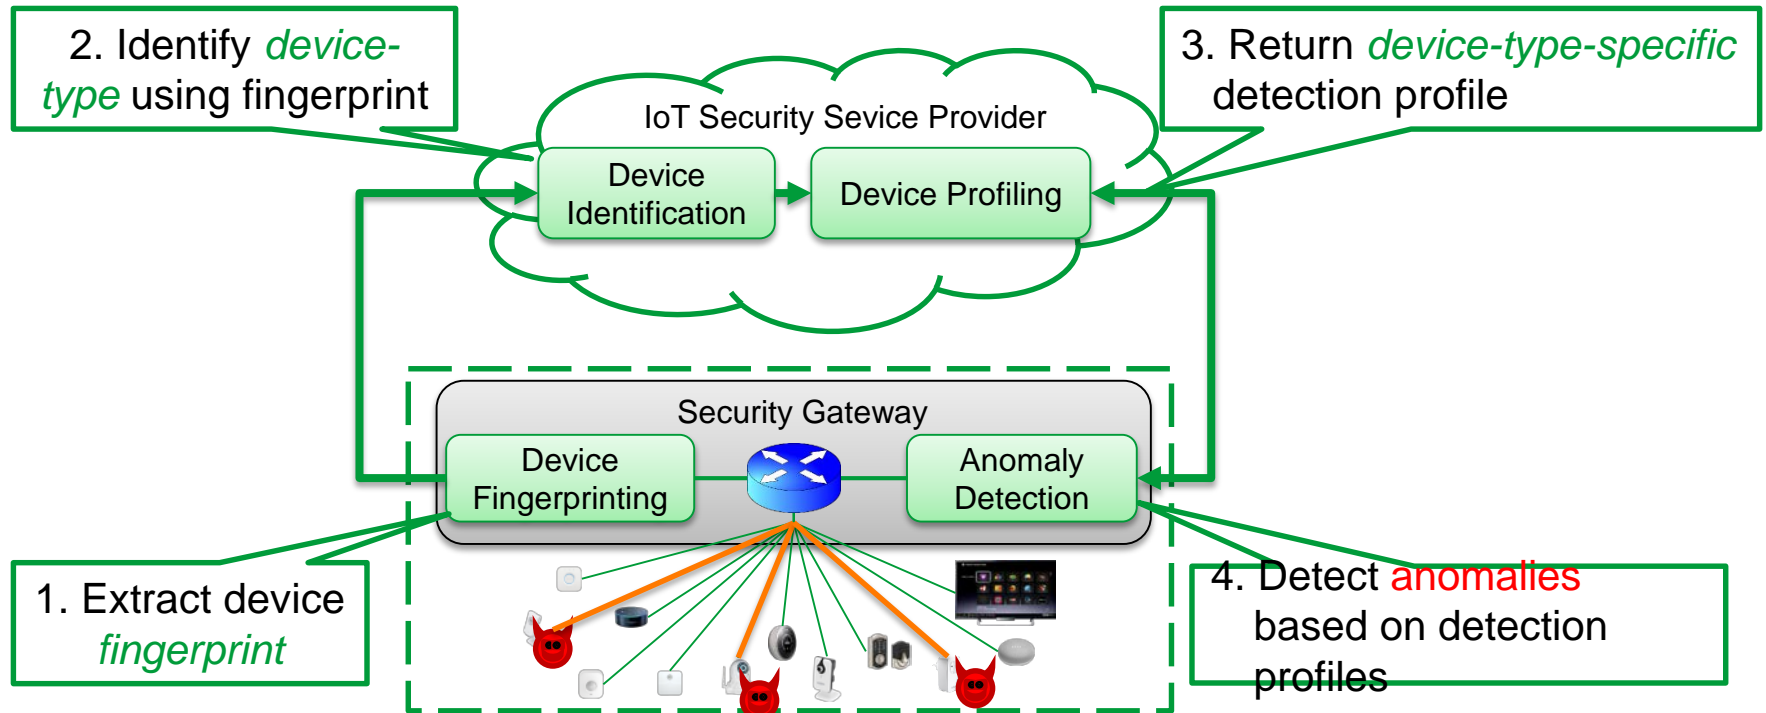 2. Identify device-
type using fingerprint
3. Return device-type-specific
detection profile
IoT Security Sevice Provider
Device
Identification
Device Profiling
Security Gateway
Device
Fingerprinting
Anomaly
Detection
1. Extract device
fingerprint
4. Detect anomalies
based on detection
profiles